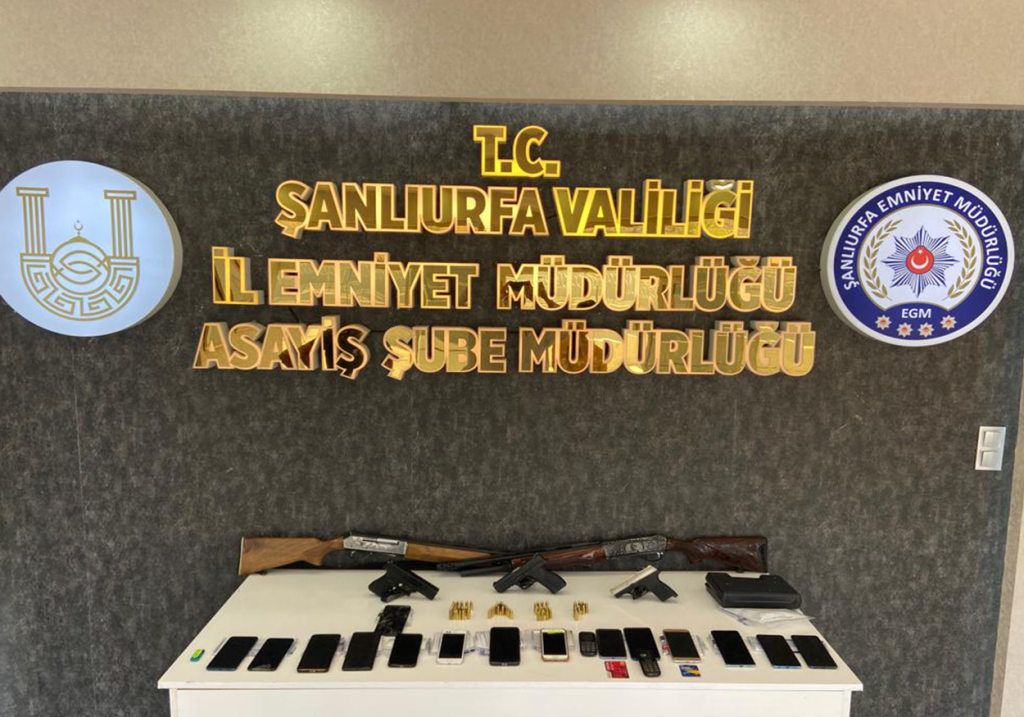 T.C.
ŞANLIURFA VALİLİĞİ
İL EMNİYET MÜDÜRLÜĞÜ
ASAYİŞ ŞUBE MÜDÜRLÜĞÜ
ŞANLIURFA EMNİYET MÜDÜRLÜĞÜ
EGM